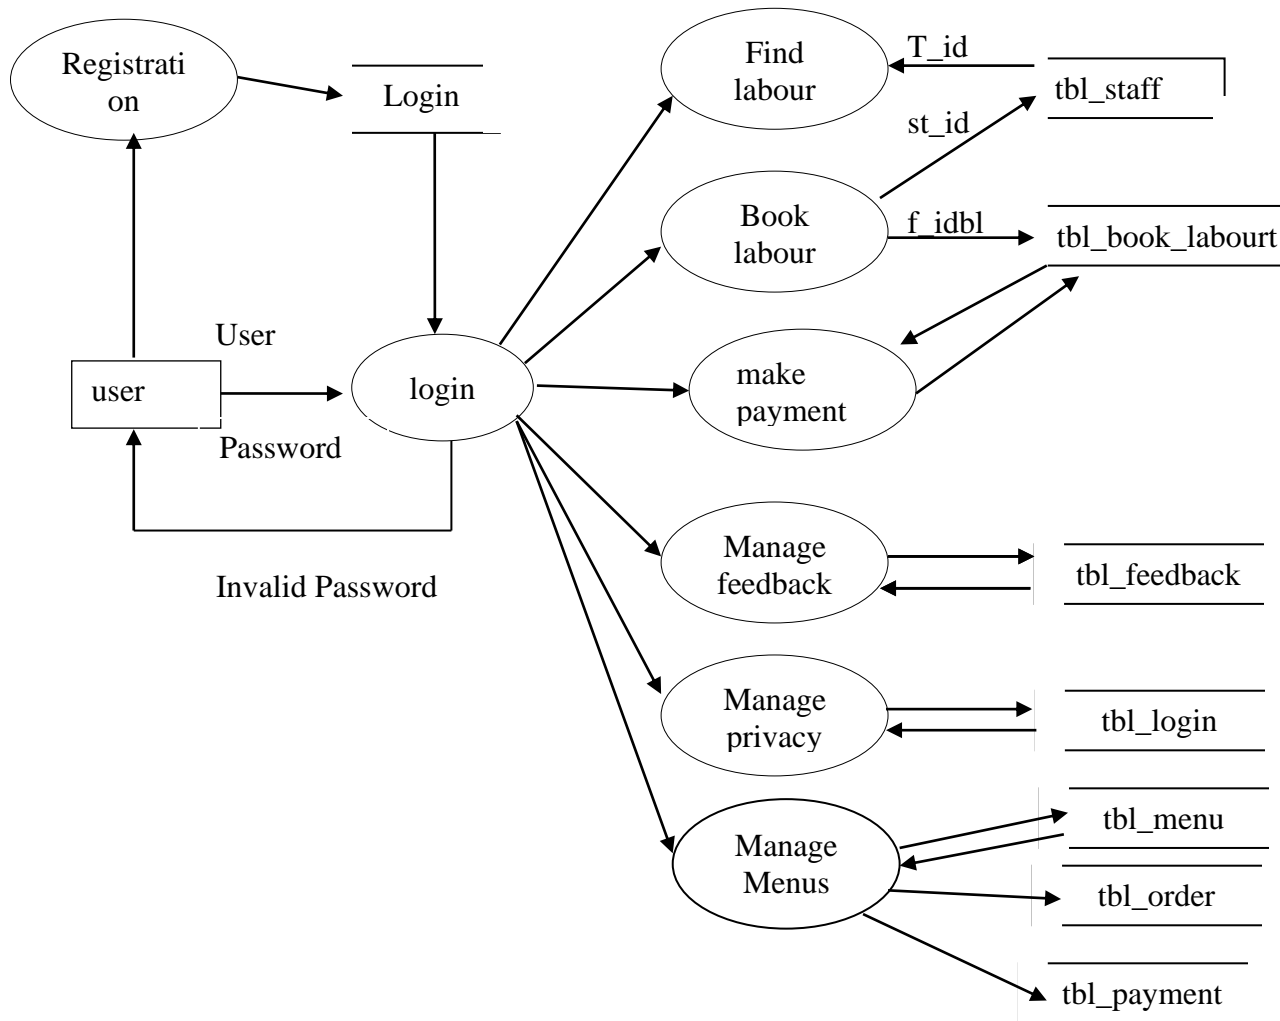 Registrati
on
Login
Find
labour
T_id
tbl_staff
st_id
Book
labour
f_idbl
tbl_book_labourt
User
user
login
make
payment
Password
Invalid Password
Manage
feedback
tbl_feedback
Manage
privacy
tbl_login
Manage
Menus
tbl_menu
tbl_order
tbl_payment